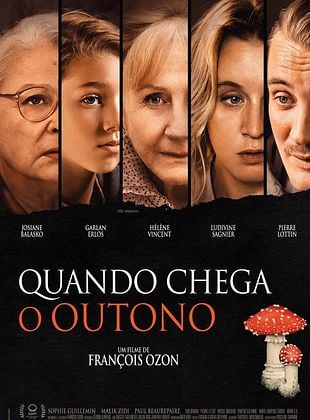 JOSIANE BALASKO
GARLAN ERLOS
HÉLÈNE VINCENT
LUDIVINE SAGNIER
PIERRE LOTTIN
QUANDO CHEGA
O OUTONO
UM FILME DE
FRANÇOIS OZON
SOPHIE GUILLEMIN MALIK ZIDI PAUL BEAUREPAIRE